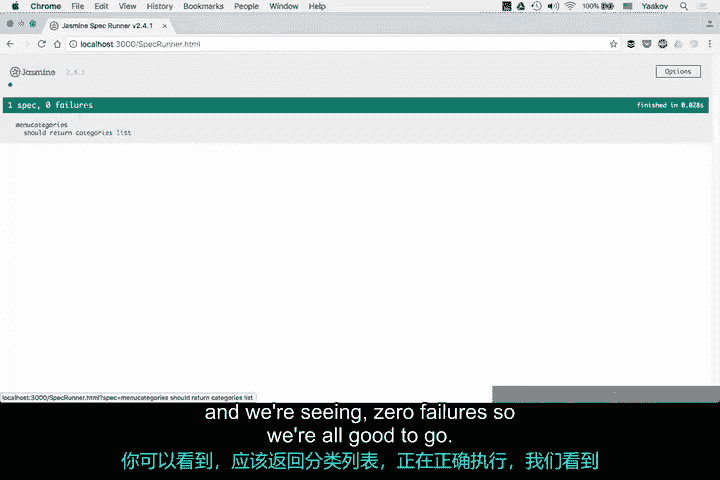 Chrome File Edit View History Bookmarks People Window Help 100% Yaakov
Jasmine Spec Runner v2.4.1
localhost:3000/SpecRunner.html
Jasmine 2.4.1 Options
1 spec, 0 failures finished in 0.028s
menucategories
should return categories list
localhost:3000/SpecRunner.html?spec=menucategories should return categories list
and we're seeing, zero failures so
we're all good to go.
你可以看到，应该返回分类列表，正在正确执行，我们看到